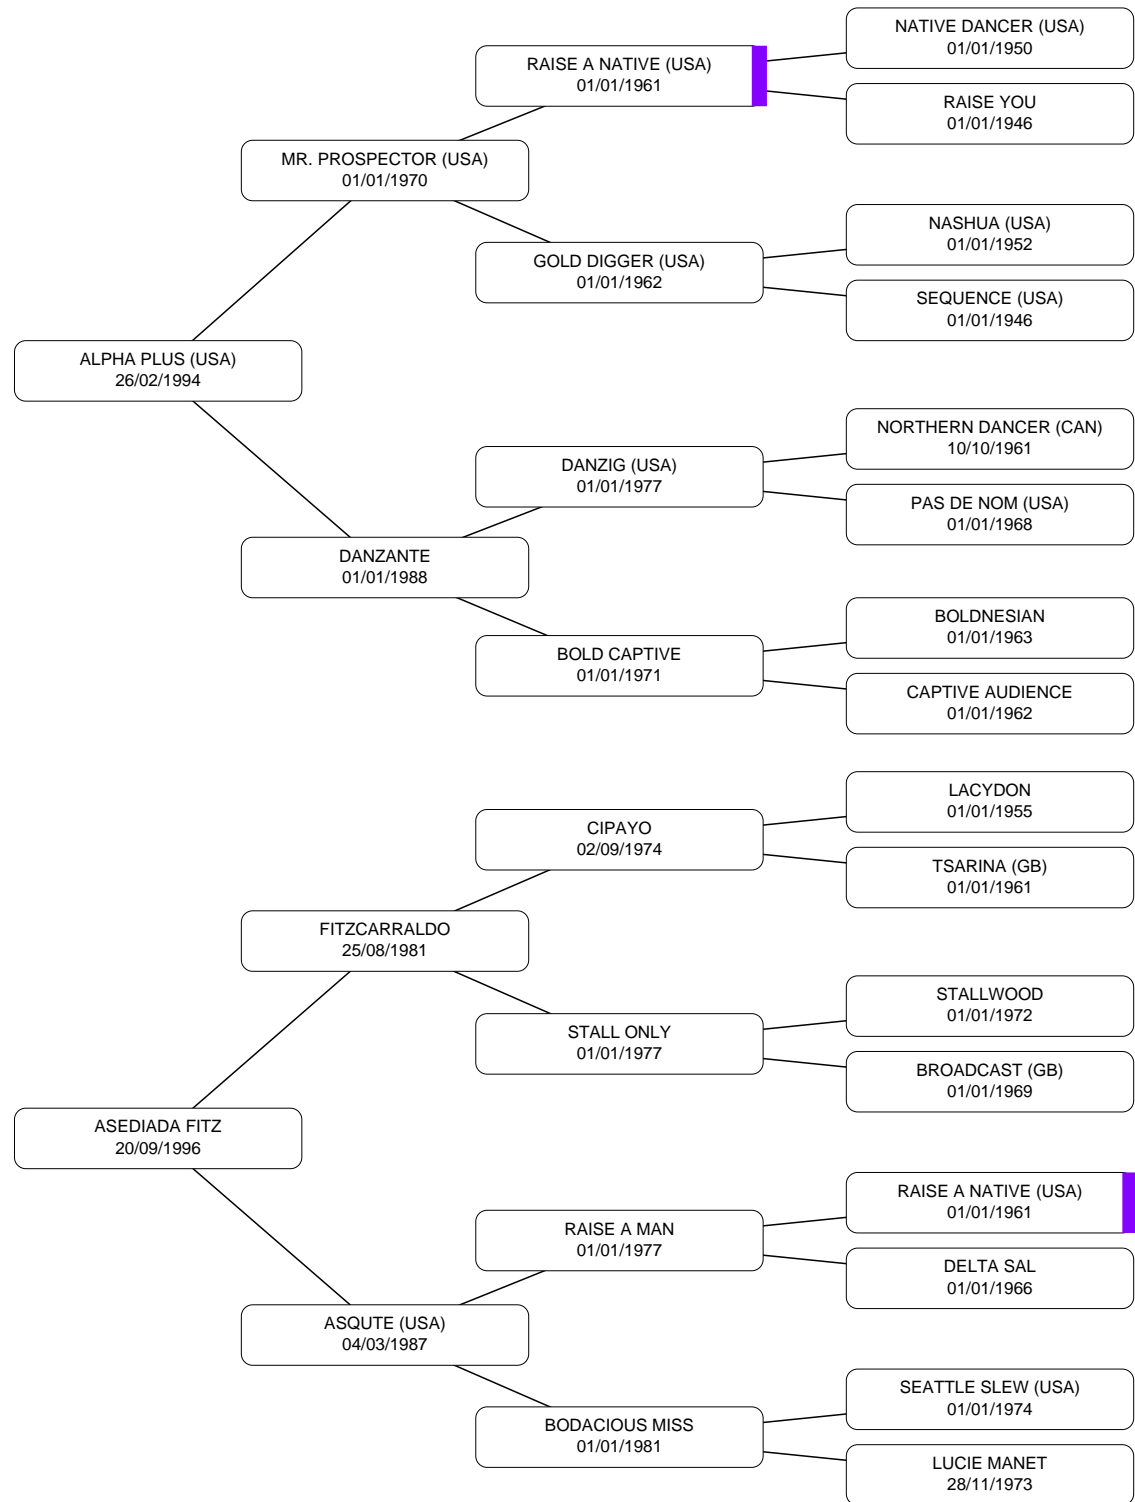 NATIVE DANCER (USA)
01/01/1950
RAISE A NATIVE (USA)
01/01/1961
RAISE YOU
01/01/1946
MR. PROSPECTOR (USA)
01/01/1970
NASHUA (USA)
01/01/1952
GOLD DIGGER (USA)
01/01/1962
SEQUENCE (USA)
01/01/1946
ALPHA PLUS (USA)
26/02/1994
NORTHERN DANCER (CAN)
10/10/1961
DANZIG (USA)
01/01/1977
PAS DE NOM (USA)
01/01/1968
DANZANTE
01/01/1988
BOLDNESIAN
01/01/1963
BOLD CAPTIVE
01/01/1971
CAPTIVE AUDIENCE
01/01/1962
LACYDON
01/01/1955
CIPAYO
02/09/1974
TSARINA (GB)
01/01/1961
FITZCARRALDO
25/08/1981
STALLWOOD
01/01/1972
STALL ONLY
01/01/1977
BROADCAST (GB)
01/01/1969
ASEDIADA FITZ
20/09/1996
RAISE A NATIVE (USA)
01/01/1961
RAISE A MAN
01/01/1977
DELTA SAL
01/01/1966
ASQUTE (USA)
04/03/1987
SEATTLE SLEW (USA)
01/01/1974
BODACIOUS MISS
01/01/1981
LUCIE MANET
28/11/1973